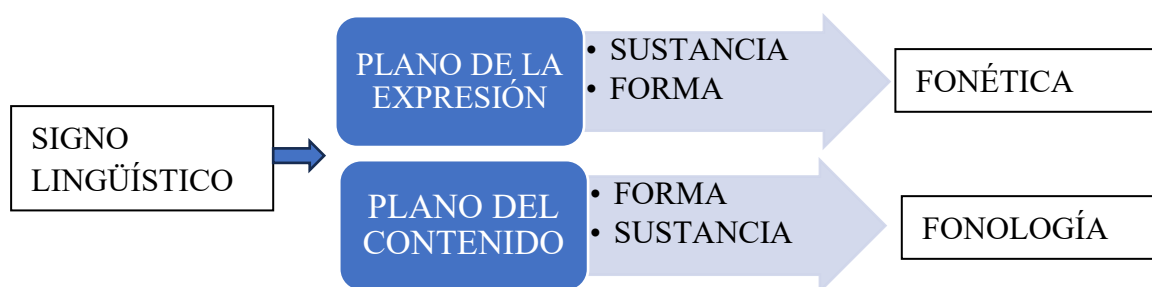 SIGNO
LINGÜÍSTICO
PLANO DE LA
EXPRESIÓN
• SUSTANCIA
• FORMA
FONÉTICA
PLANO DEL
CONTENIDO
• FORMA
• SUSTANCIA
FONOLOGÍA